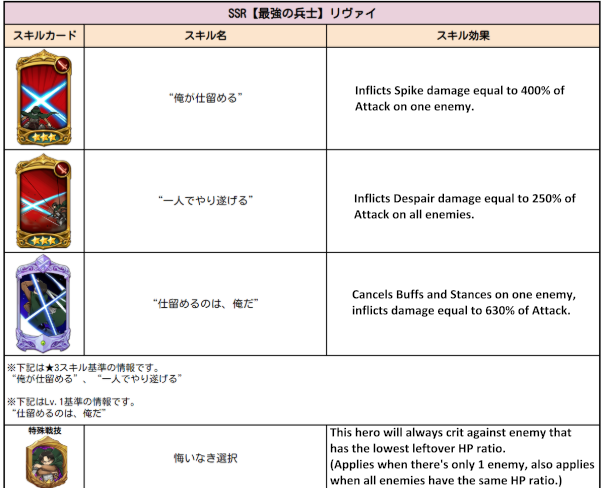 SSR【最強の兵士】リヴァイ
スキルカード
スキル名
スキル効果
“俺が仕留める”
Inflicts Spike damage equal to 400% of
Attack on one enemy.
“一人でやり遂げる”
Inflicts Despair damage equal to 250% of
Attack on all enemies.
“仕留めるのは、俺だ”
Cancels Buffs and Stances on one enemy,
inflicts damage equal to 630% of Attack.
※下記は★3スキル基準の情報です。
“俺が仕留める”、“一人でやり遂げる”
※下記はLv.1基準の情報です。
“仕留めるのは、俺だ”
特殊戦技
悔いなき選択
This hero will always crit against enemy that
has the lowest leftover HP ratio.
(Applies when there's only 1 enemy, also applies
when all enemies have the same HP ratio.)